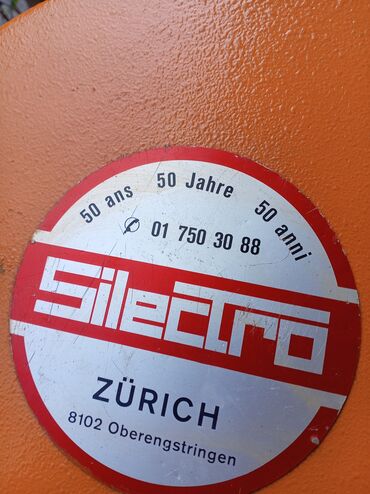 50 ans 50 Jahre 50 anni
✆ 01 750 30 88
Silectro
ZÜRICH
8102 Oberengstringen